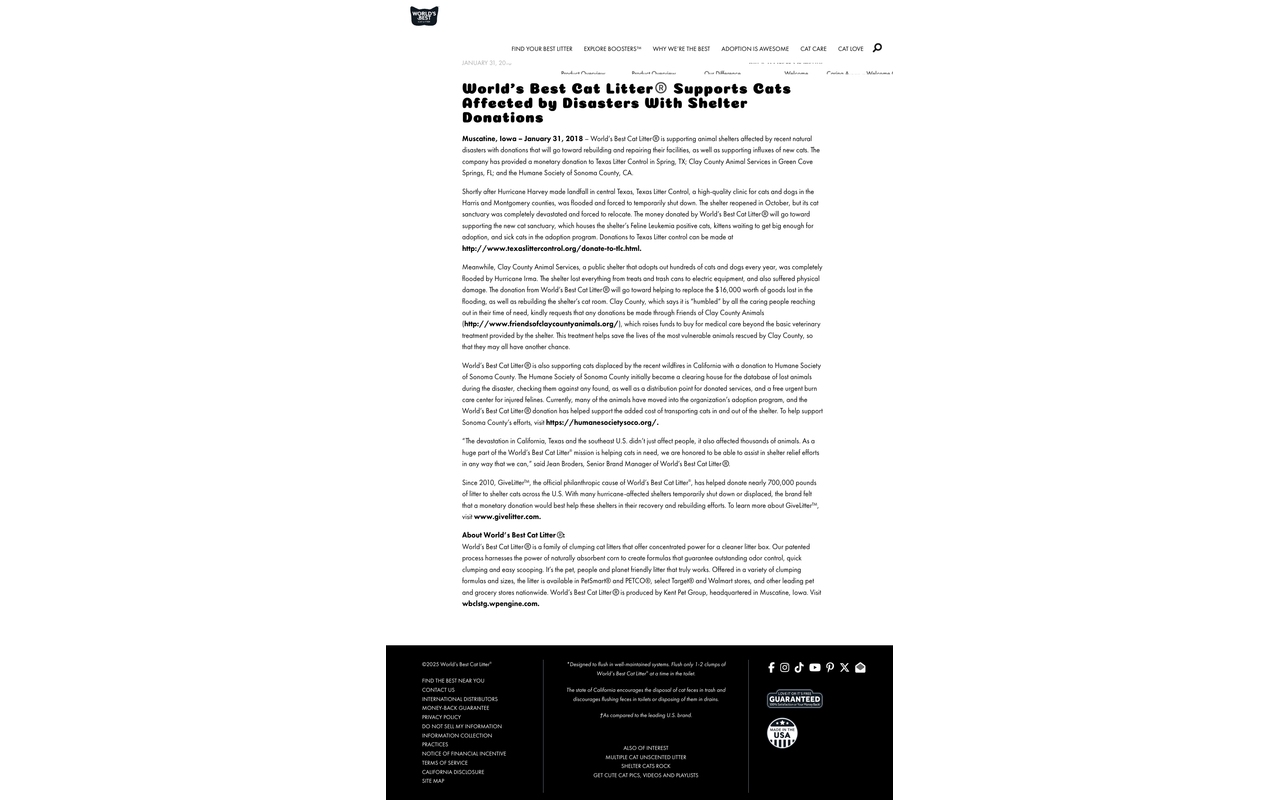 WORLD'S BEST
FIND YOUR BEST LITTER EXPLORE BOOSTERS™ WHY WE'RE THE BEST ADOPTION IS AWESOME CAT CARE CAT LOVE
JANUARY 31, 20
Product Overview Product Overview Our Difference Welcome Caring &
World's Best Cat Litter® Supports Cats
Affected by Disasters With Shelter
Donations
Muscatine, Iowa – January 31, 2018 – World's Best Cat Litter® is supporting animal shelters affected by recent natural
disasters with donations that will go toward rebuilding and repairing their facilities, as well as supporting influxes of new cats. The
company has provided a monetary donation to Texas Litter Control in Spring, TX; Clay County Animal Services in Green Cove
Springs, FL; and the Humane Society of Sonoma County, CA.
Shortly after Hurricane Harvey made landfall in central Texas, Texas Litter Control, a high-quality clinic for cats and dogs in the
Harris and Montgomery counties, was flooded and forced to temporarily shut down. The shelter reopened in October, but its cat
sanctuary was completely devastated and forced to relocate. The money donated by World's Best Cat Litter® will go toward
supporting the new cat sanctuary, which houses the shelter's Feline Leukemia positive cats, kittens waiting to get big enough for
adoption, and sick cats in the adoption program. Donations to Texas Litter control can be made at
http://www.texaslittercontrol.org/donate-to-tlc.html.
Meanwhile, Clay County Animal Services, a public shelter that adopts out hundreds of cats and dogs every year, was completely
flooded by Hurricane Irma. The shelter lost everything from treats and trash cans to electric equipment, and also suffered physical
damage. The donation from World's Best Cat Litter® will go toward helping to replace the $16,000 worth of goods lost in the
flooding, as well as rebuilding the shelter's cat room. Clay County, which says it is "humbled" by all the caring people reaching
out in their time of need, kindly requests that any donations be made through Friends of Clay County Animals
(http://www.friendsofclaycountyanimals.org/), which raises funds to buy for medical care beyond the basic veterinary
treatment provided by the shelter. This treatment helps save the lives of the most vulnerable animals rescued by Clay County, so
that they may all have another chance.
World's Best Cat Litter® is also supporting cats displaced by the recent wildfires in California with a donation to Humane Society
of Sonoma County. The Humane Society of Sonoma County initially became a clearing house for the database of lost animals
during the disaster, checking them against any found, as well as a distribution point for donated services, and a free urgent burn
care center for injured felines. Currently, many of the animals have moved into the organization's adoption program, and the
World's Best Cat Litter® donation has helped support the added cost of transporting cats in and out of the shelter. To help support
Sonoma County's efforts, visit https://humanesocietysoco.org/.
"The devastation in California, Texas and the southeast U.S. didn't just affect people, it also affected thousands of animals. As a
huge part of the World's Best Cat Litter® mission is helping cats in need, we are honored to be able to assist in shelter relief efforts
in any way that we can," said Jean Broders, Senior Brand Manager of World's Best Cat Litter®.
Since 2010, GiveLitter™, the official philanthropic cause of World's Best Cat Litter®, has helped donate nearly 700,000 pounds
of litter to shelter cats across the U.S. With many hurricane-affected shelters temporarily shut down or displaced, the brand felt
that a monetary donation would best help these shelters in their recovery and rebuilding efforts. To learn more about GiveLitter™,
visit www.givelitter.com.
About World's Best Cat Litter®:
World's Best Cat Litter® is a family of clumping cat litters that offer concentrated power for a cleaner litter box. Our patented
process harnesses the power of naturally absorbent corn to create formulas that guarantee outstanding odor control, quick
clumping and easy scooping. It's the pet, people and planet friendly litter that truly works. Offered in a variety of clumping
formulas and sizes, the litter is available in PetSmart® and PETCO®, select Target® and Walmart stores, and other leading pet
and grocery stores nationwide. World's Best Cat Litter® is produced by Kent Pet Group, headquartered in Muscatine, Iowa. Visit
wbclstg.wpengine.com.
©2025 World's Best Cat Litter®
FIND THE BEST NEAR YOU
CONTACT US
INTERNATIONAL DISTRIBUTORS
MONEY-BACK GUARANTEE
PRIVACY POLICY
DO NOT SELL MY INFORMATION
INFORMATION COLLECTION
PRACTICES
NOTICE OF FINANCIAL INCENTIVE
TERMS OF SERVICE
CALIFORNIA DISCLOSURE
SITE MAP
*Designed to flush in well-maintained systems. Flush only 1-2 clumps of
World's Best Cat Litter® at a time in the toilet.
The state of California encourages the disposal of cat feces in trash and
discourages flushing feces in toilets or disposing of them in drains.
†As compared to the leading U.S. brand.
ALSO OF INTEREST
MULTIPLE CAT UNSCENTED LITTER
SHELTER CATS ROCK
GET CUTE CAT PICS, VIDEOS AND PLAYLISTS
LOVE IT OR IT'S FREE
GUARANTEED
100% Satisfaction or Your Money Back
MADE IN THE
USA